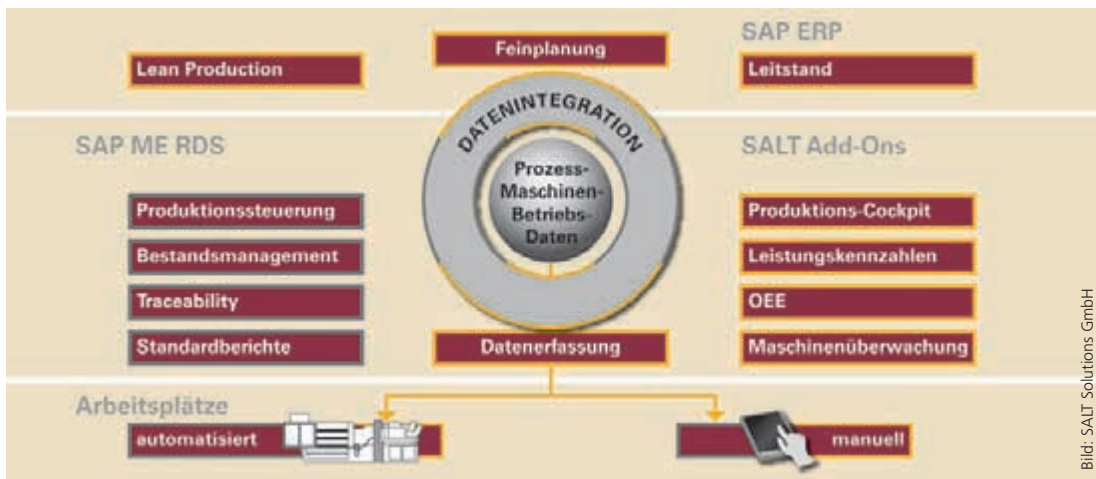 SAP ERP
Lean Production
Feinplanung
Leitstand
DATENINTEGRATION
Prozess-
Maschinen-
Betriebs-
Daten
SAP ME RDS
Produktionssteuerung
Bestandsmanagement
Traceability
Standardberichte
SALT Add-Ons
Produktions-Cockpit
Leistungskennzahlen
OEE
Maschinenüberwachung
Datenerfassung
Arbeitsplätze
automatisiert
manuell
Bild: SALT Solutions GmbH